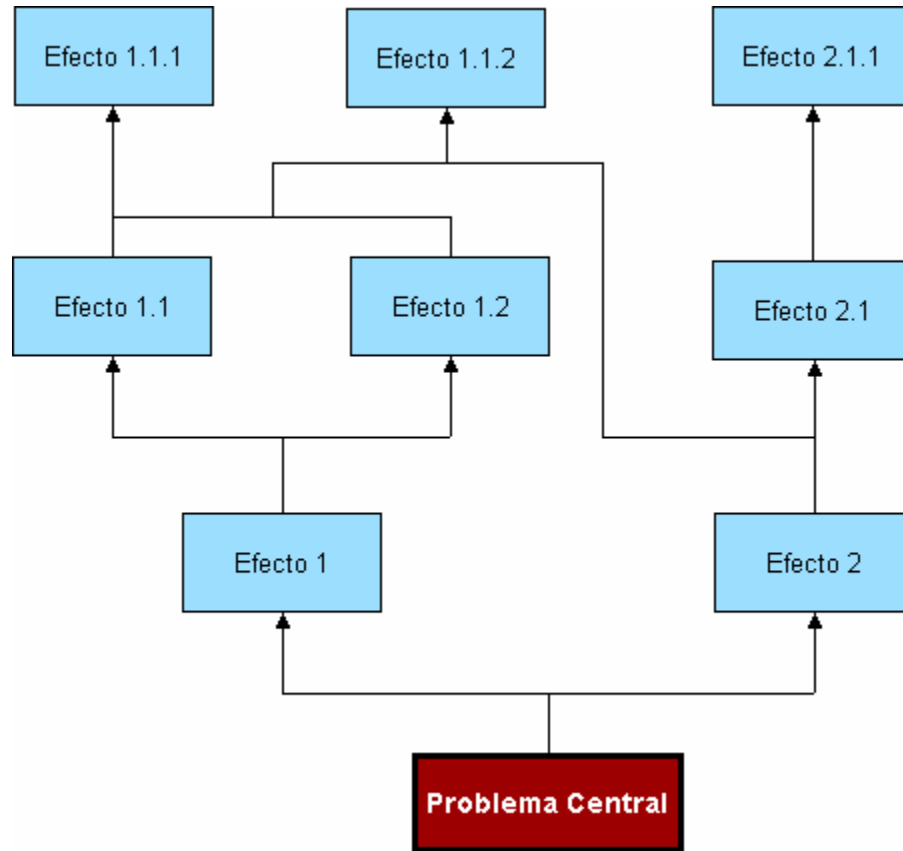 Efecto 1.1.1
Efecto 1.1.2
Efecto 2.1.1
Efecto 1.1
Efecto 1.2
Efecto 2.1
Efecto 1
Efecto 2
Problema Central